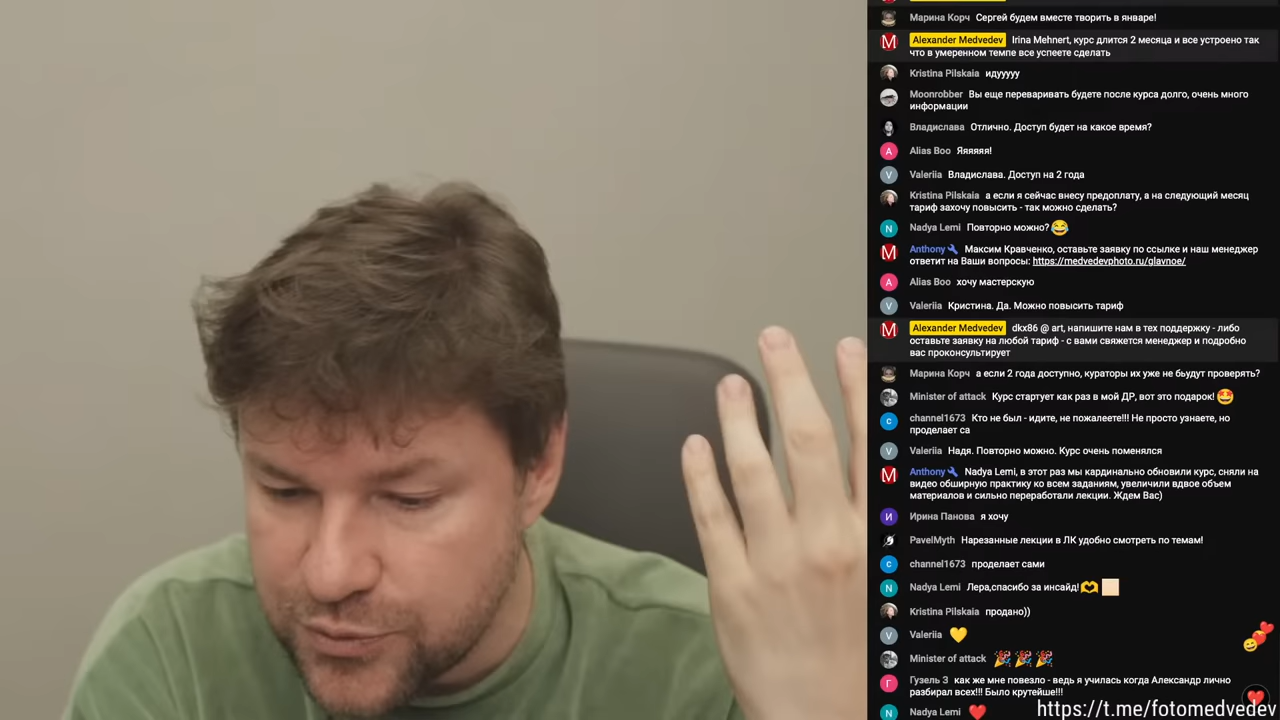 Марина Корч Сергей будем вместе творить в январе!
M Alexander Medvedev Irina Mehnert, курс длится 2 месяца и все устроено так
что в умеренном темпе все успеете сделать
Kristina Pilskaia идуууу
Moonrobber Вы еще переваривать будете после курса долго, очень много
информации
Владислава Отлично. Доступ будет на какое время?
A Alias Boo Яяяяяя!
V Valeriia Владислава. Доступ на 2 года
Kristina Pilskaia а если я сейчас внесу предоплату, а на следующий месяц
тариф захочу повысить - так можно сделать?
N Nadya Lemi Повторно можно?
M Anthony Максим Кравченко, оставьте заявку по ссылке и наш менеджер
ответит на Ваши вопросы: https://medvedevphoto.ru/glavnoe/
A Alias Boo хочу мастерскую
V Valeriia Кристина. Да. Можно повысить тариф
M Alexander Medvedev dkx86 @ art, напишите нам в тех поддержку - либо
оставьте заявку на любой тариф - с вами свяжется менеджер и подробно
вас проконсультирует
Марина Корч а если 2 года доступно, кураторы их уже не бьудут проверять?
Minister of attack Курс стартует как раз в мой ДР, вот это подарок!
c channel1673 Кто не был - идите, не пожалеете!!! Не просто узнаете, но
проделает са
V Valeriia Надя. Повторно можно. Курс очень поменялся
M Anthony Nadya Lemi, в этот раз мы кардинально обновили курс, сняли на
видео обширную практику ко всем заданиям, увеличили вдвое объем
материалов и сильно переработали лекции. Ждем Вас)
И Ирина Панова я хочу
PavelMyth Нарезанные лекции в ЛК удобно смотреть по темам!
c channel1673 проделает сами
N Nadya Lemi Лера,спасибо за инсайд!
Kristina Pilskaia продано))
V Valeriia
Minister of attack
Г Гузель З как же мне повезло - ведь я училась когда Александр лично
разбирал всех!!! Было крутейше!!!
N Nadya Lemi
https://t.me/fotomedvedev